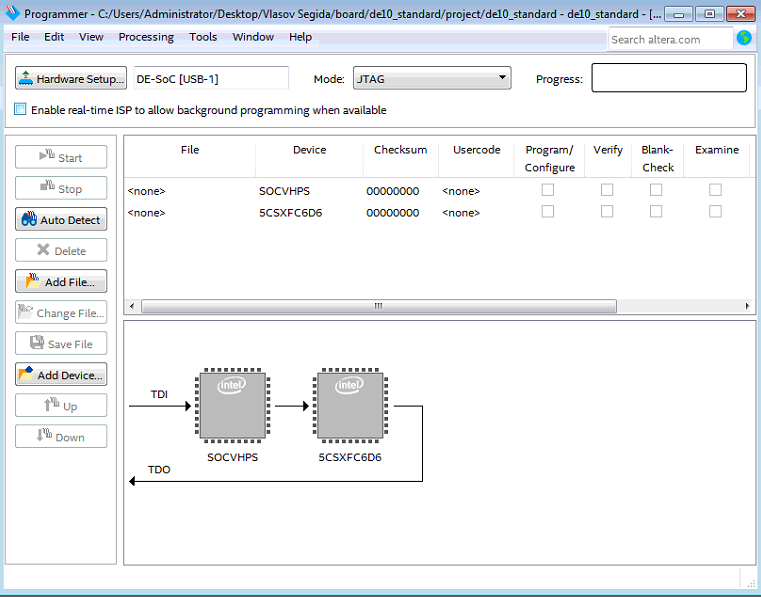 Programmer - C:/Users/Administrator/Desktop/Vlasov Segida/board/de10_standard/project/de10_standard - de10_standard - [...
File Edit View Processing Tools Window Help
Search altera.com
Hardware Setup... DE-SoC [USB-1] Mode: JTAG Progress:
Enable real-time ISP to allow background programming when available
Start
Stop
Auto Detect
Delete
Add File...
Change File...
Save File
Add Device...
Up
Down
File Device Checksum Usercode Program/ Verify Blank- Examine
Configure Check
<none> SOCVHPS 00000000 <none>
<none> 5CSXFC6D6 00000000 <none>
intel intel
TDI
SOCVHPS 5CSXFC6D6
TDO